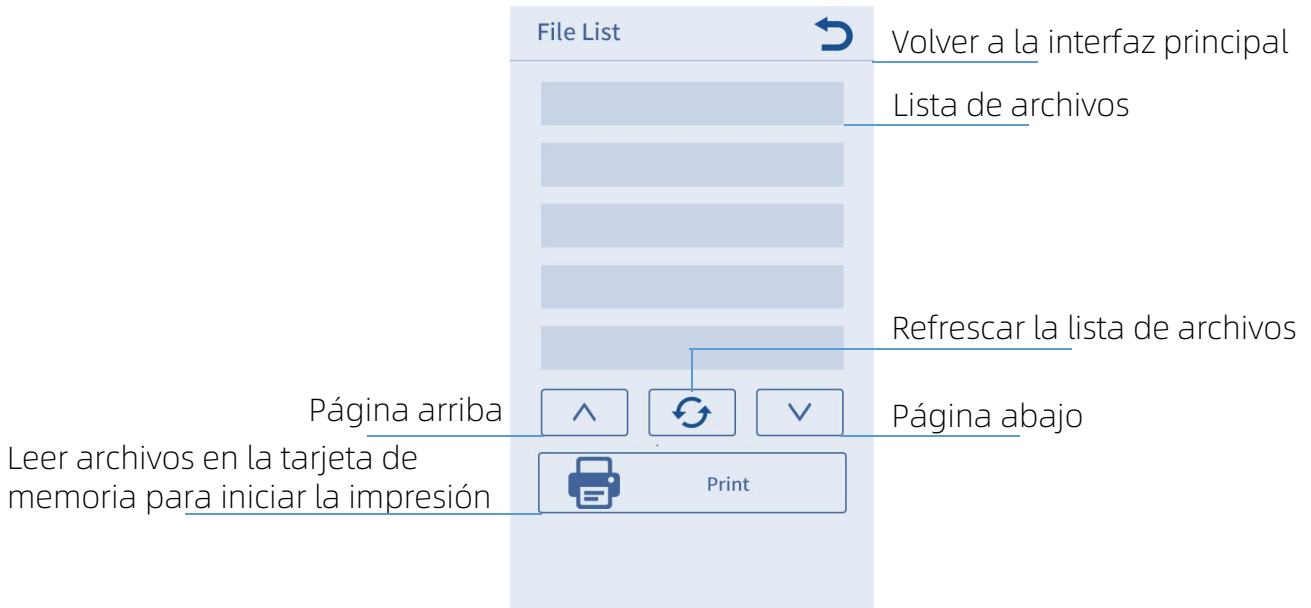 File List
Volver a la interfaz principal
Lista de archivos
Refrescar la lista de archivos
Página arriba
Página abajo
Leer archivos en la tarjeta de
memoria para iniciar la impresión
Print